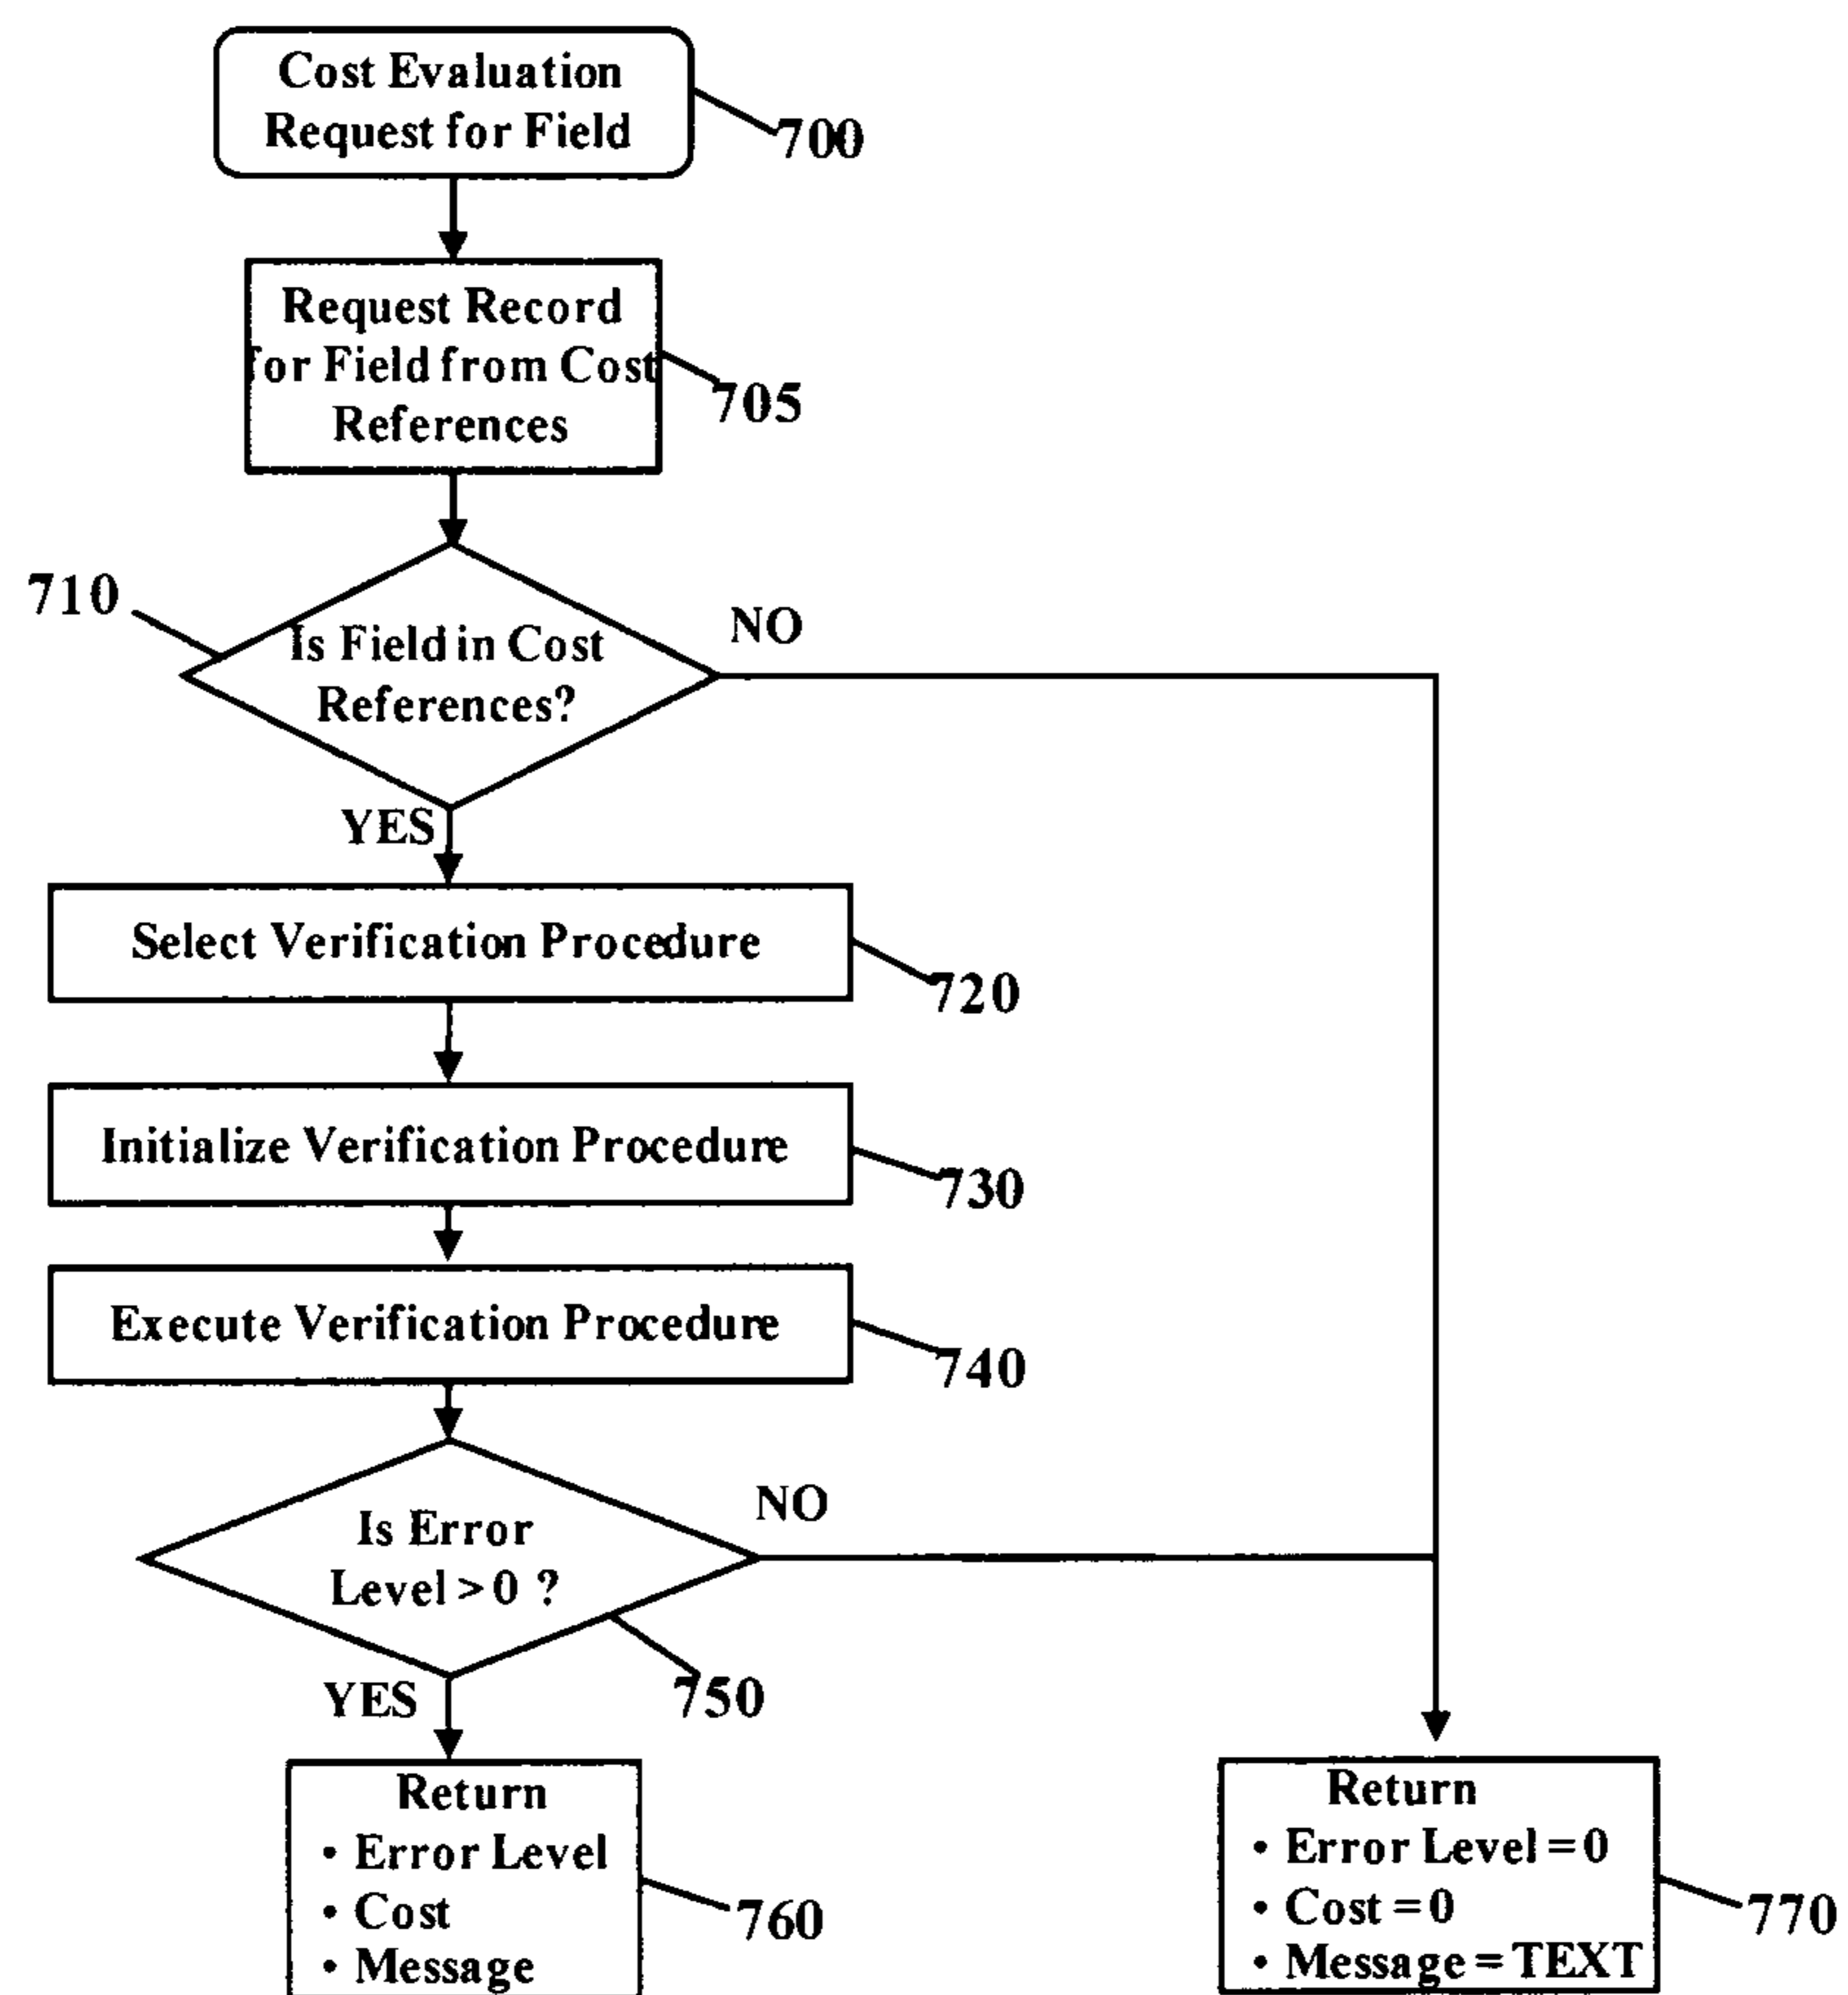 Cost Evaluation
Request for Field
700
Request Record
for Field from Cost
References
705
710
Is Field in Cost
References?
NO
YES
Select Verification Procedure
720
Initialize Verification Procedure
730
Execute Verification Procedure
740
Is Error
Level > 0 ?
NO
750
YES
Return
• Error Level
• Cost
• Message
760
Return
• Error Level = 0
• Cost = 0
• Message = TEXT
770